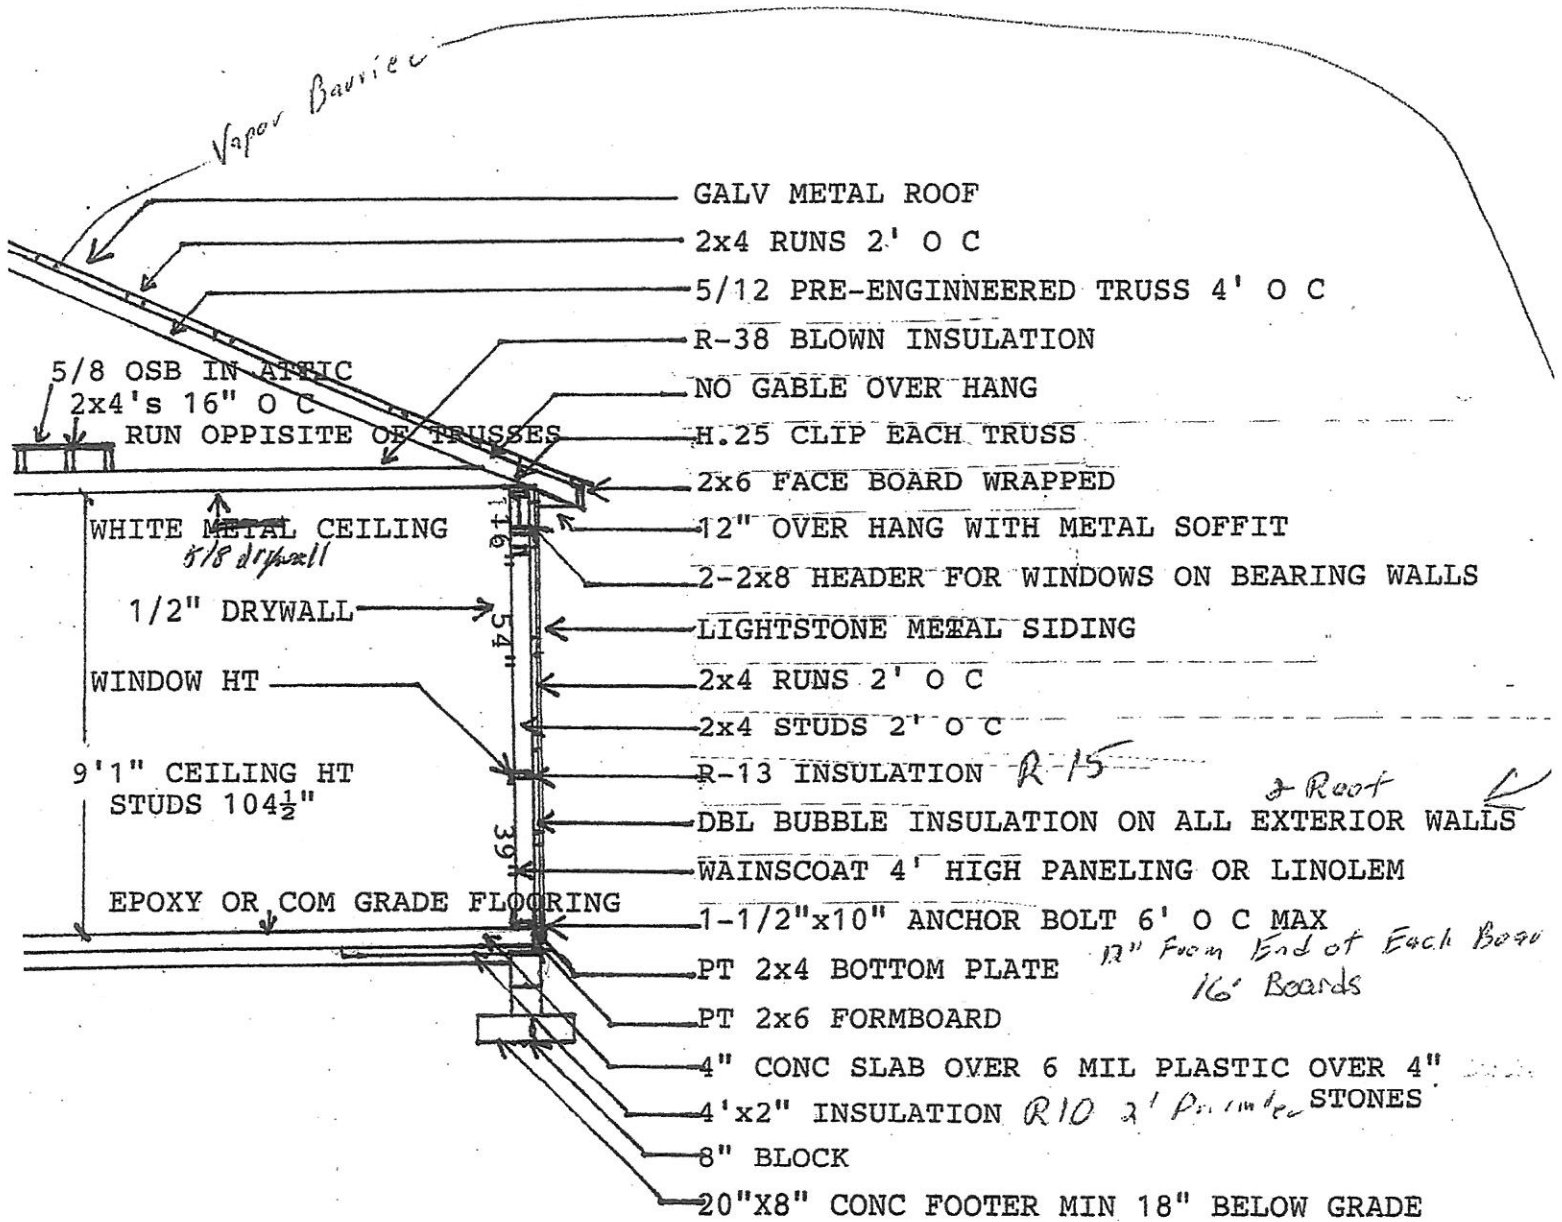 Vapor Barrier
GALV METAL ROOF
2x4 RUNS 2' O C
5/12 PRE-ENGINNEERED TRUSS 4' O C
R-38 BLOWN INSULATION
5/8 OSB IN ATTIC
2x4's 16" O C
RUN OPPISITE OF TRUSSES
NO GABLE OVER HANG
H.25 CLIP EACH TRUSS
2x6 FACE BOARD WRAPPED
12" OVER HANG WITH METAL SOFFIT
2-2x8 HEADER FOR WINDOWS ON BEARING WALLS
WHITE METAL CEILING
5/8 drywall
1/2" DRYWALL
54"
LIGHTSTONE METAL SIDING
WINDOW HT
2x4 RUNS 2' O C
2x4 STUDS 2' O C
9'1" CEILING HT
STUDS 104½"
R-13 INSULATION R-15
& Roof
DBL BUBBLE INSULATION ON ALL EXTERIOR WALLS
39"
WAINSCOAT 4' HIGH PANELING OR LINOLEM
EPOXY OR COM GRADE FLOORING
1-1/2"x10" ANCHOR BOLT 6' O C MAX
12" From End of Each
16' Boards
PT 2x4 BOTTOM PLATE
PT 2x6 FORMBOARD
4" CONC SLAB OVER 6 MIL PLASTIC OVER 4"
STONES
4'x2" INSULATION R10 2'
8" BLOCK
20"X8" CONC FOOTER MIN 18" BELOW GRADE